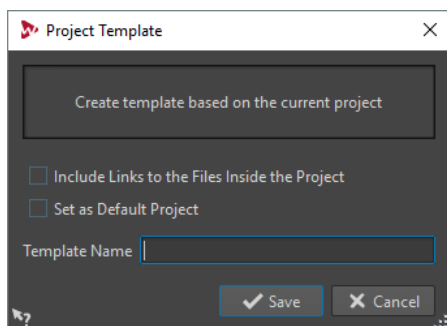 Project Template
Create template based on the current project
Include Links to the Files Inside the Project
Set as Default Project
Template Name
Save Cancel
?